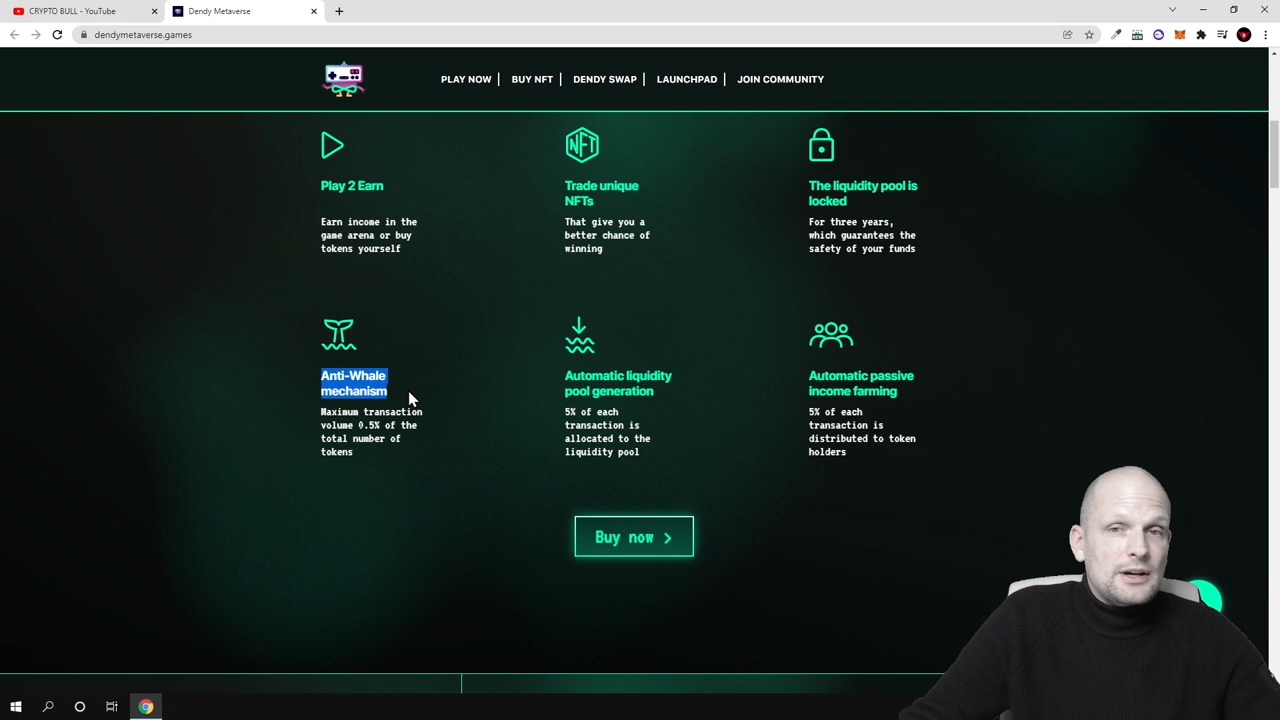 CRYPTO BULL - YouTube
Dendy Metaverse
dendymetaverse.games
PLAY NOW
BUY NFT
DENDY SWAP
LAUNCHPAD
JOIN COMMUNITY
NFT
Play 2 Earn
Earn income in the
game arena or buy
tokens yourself
Trade unique
NFTs
That give you a
better chance of
winning
The liquidity pool is
locked
For three years,
which guarantees the
safety of your funds
Anti-Whale
mechanism
Maximum transaction
volume 0.5% of the
total number of
tokens
Automatic liquidity
pool generation
5% of each
transaction is
allocated to the
liquidity pool
Automatic passive
income farming
5% of each
transaction is
distributed to token
holders
Buy now >